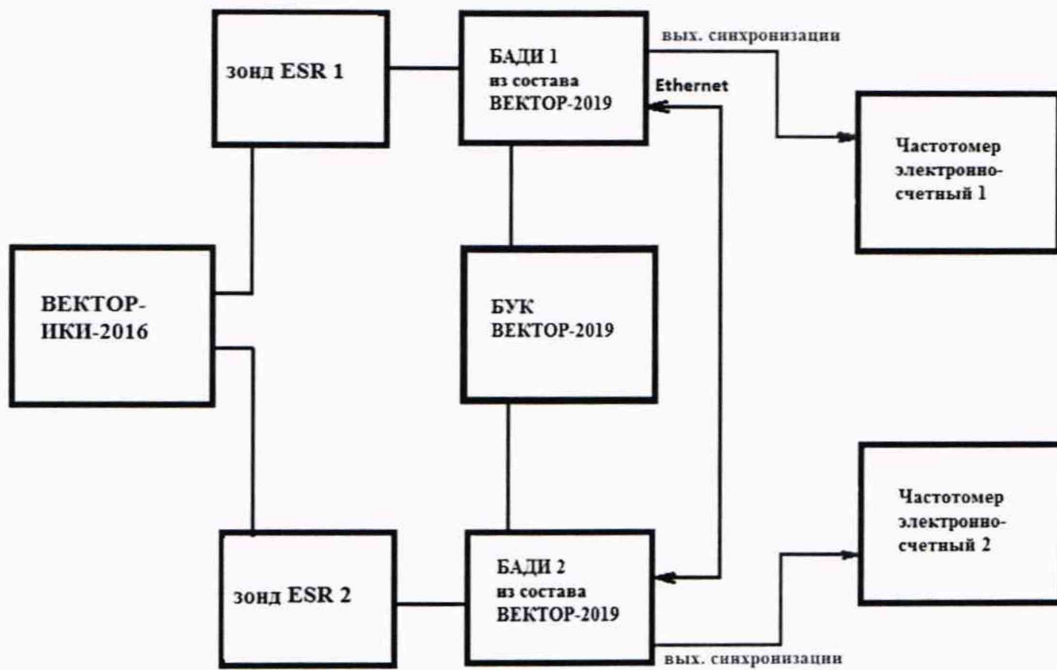 зонд ESR 1
БАДИ 1
из состава
ВЕКТОР-2019
вых. синхронизации
Ethernet
Частотомер
электронно-
счетный 1
ВЕКТОР-
ИКИ-2016
БУК
ВЕКТОР-2019
зонд ESR 2
БАДИ 2
из состава
ВЕКТОР-2019
вых. синхронизации
Частотомер
электронно-
счетный 2